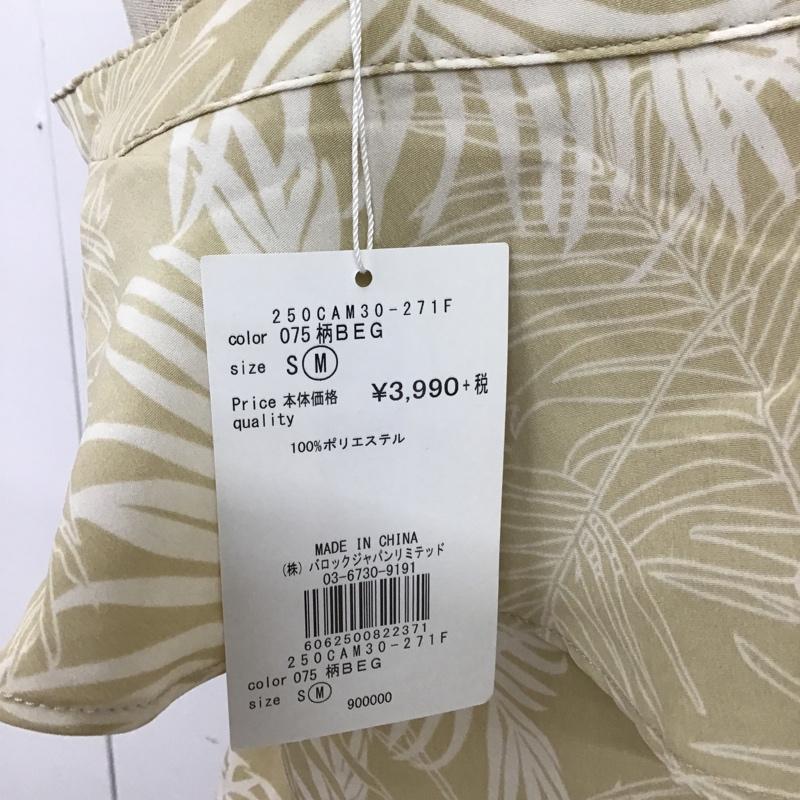 250CAM30-271F
color 075 柄BEG
size S M
Price 本体価格 ¥3,990+税
quality
100%ポリエステル
MADE IN CHINA
(株) バロックジャパンリミテッド
03-6730-9191
6062500822371
250CAM30-271F
color 075 柄BEG
size S M
900000